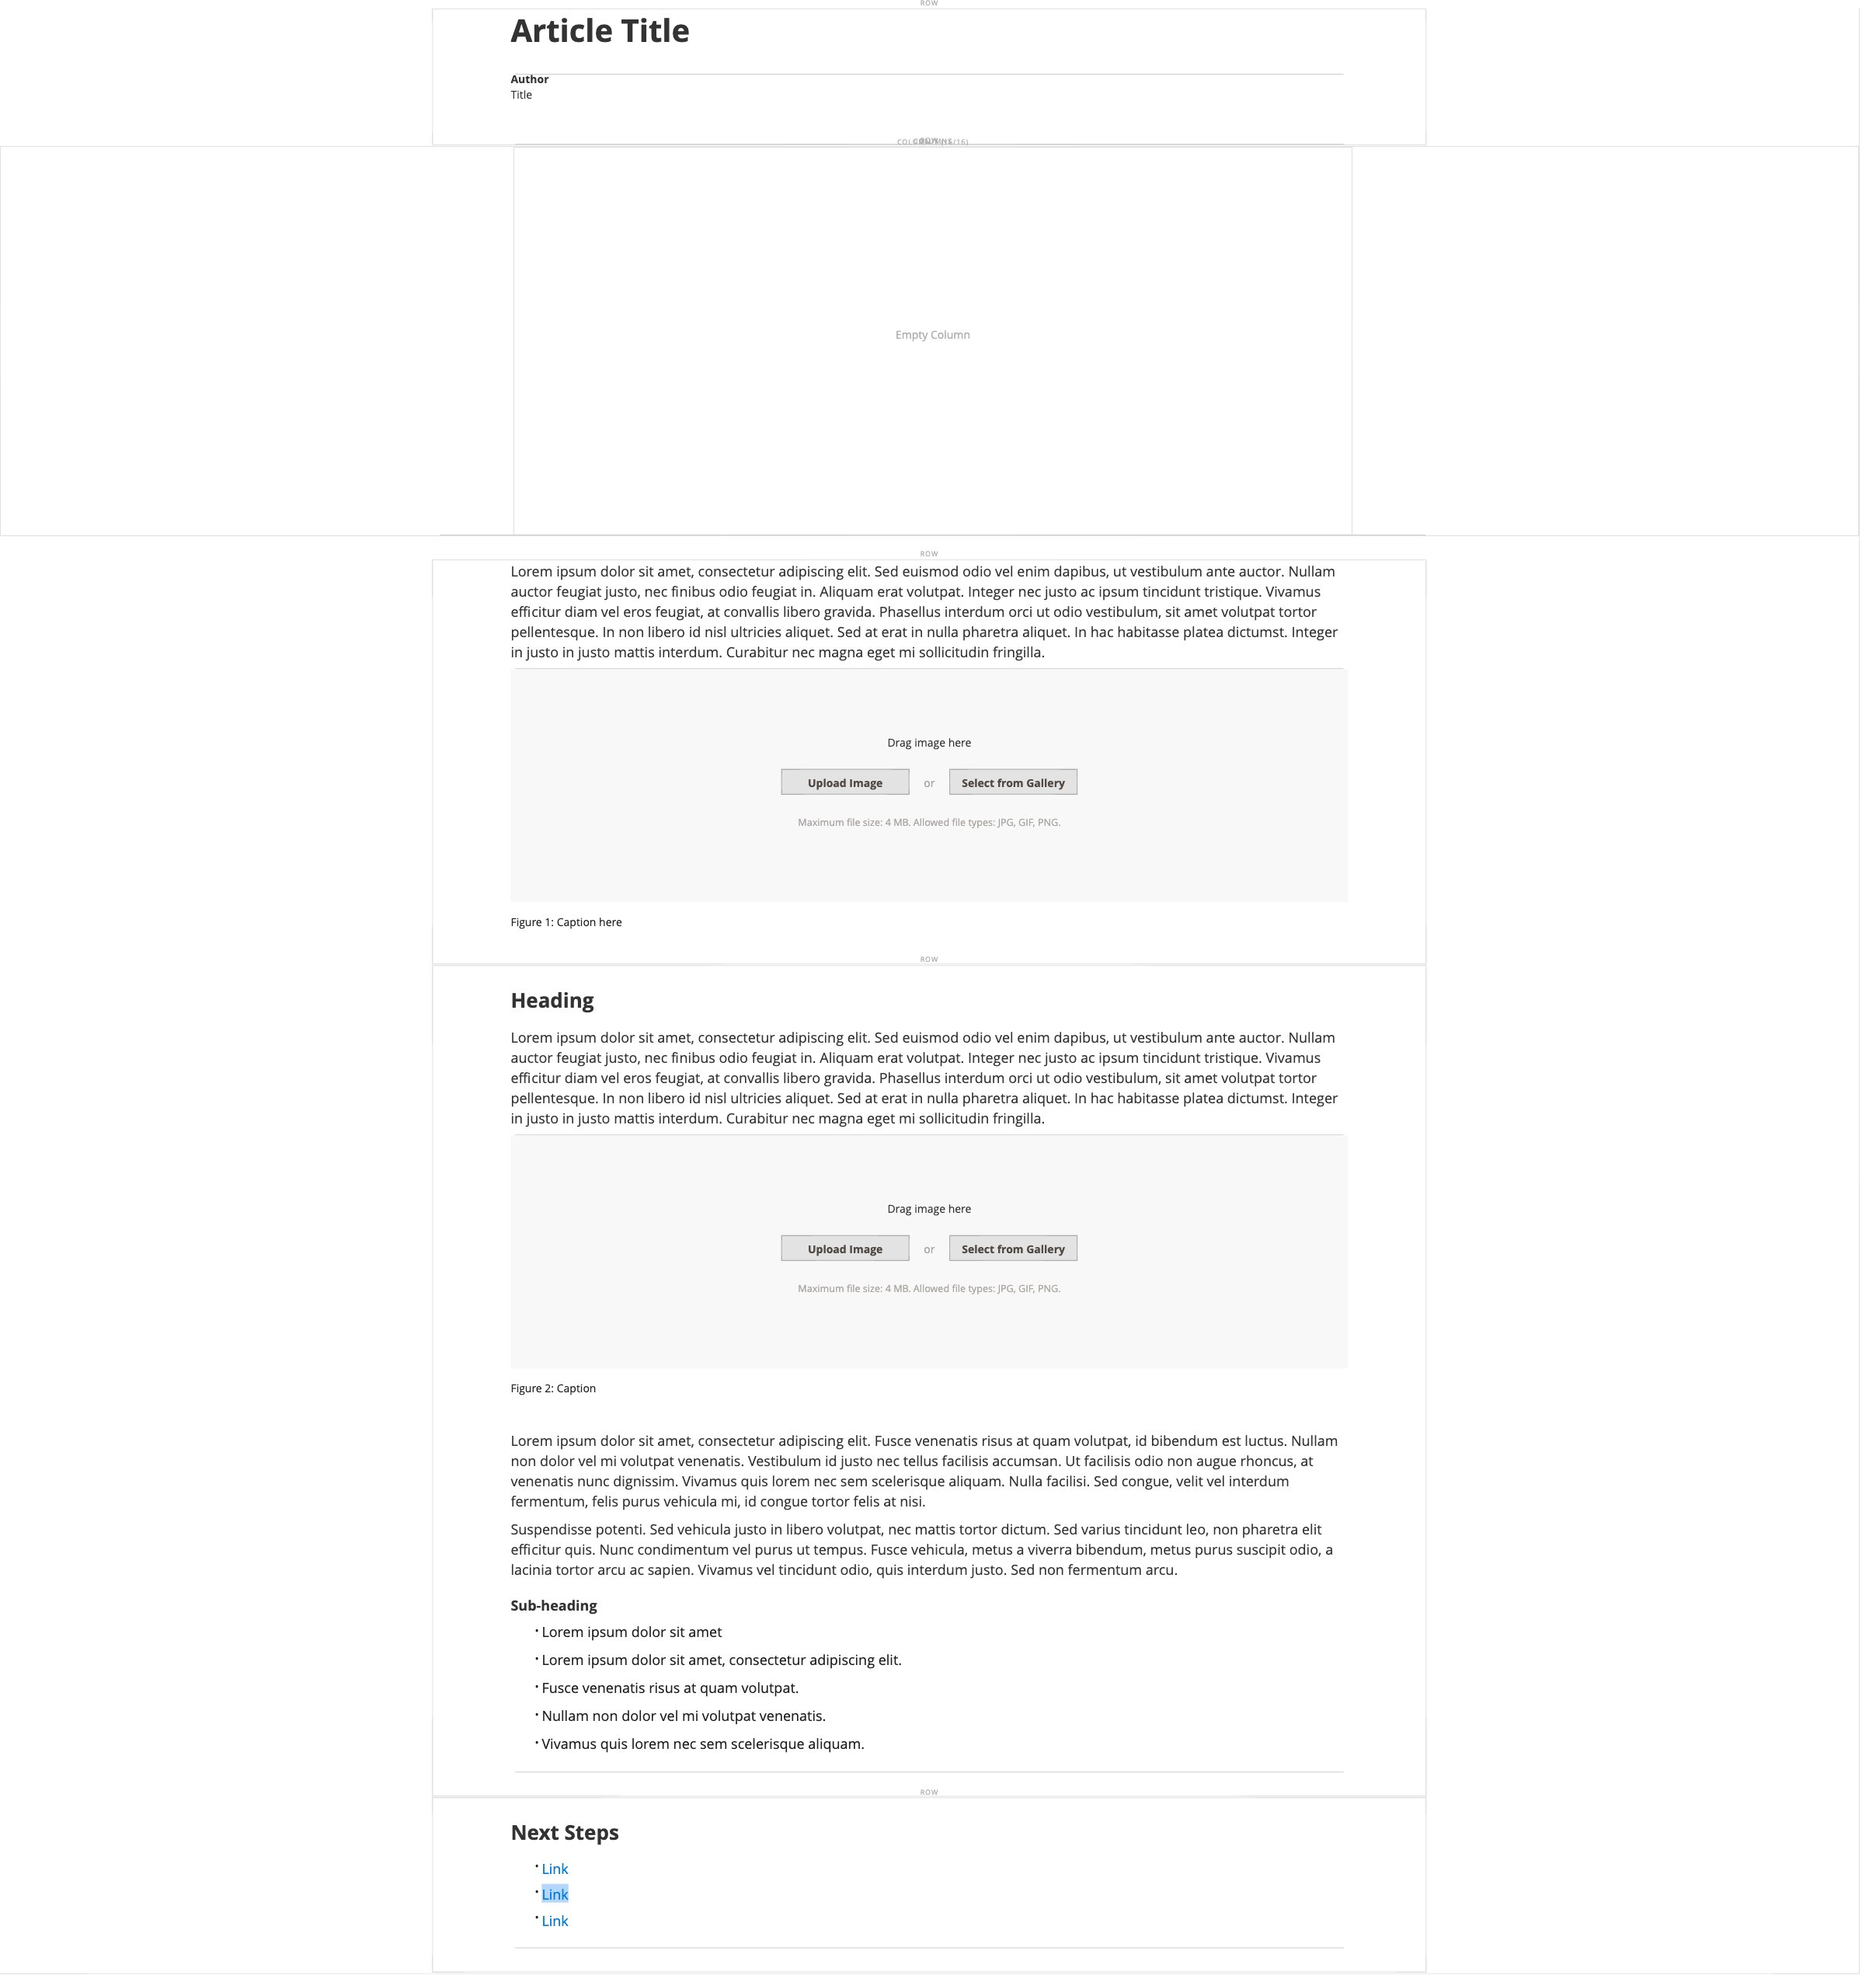 ROW
Article Title
Author
Title
ROW
Empty Column
ROW
Lorem ipsum dolor sit amet, consectetur adipiscing elit. Sed euismod odio vel enim dapibus, ut vestibulum ante auctor. Nullam
auctor feugiat justo, nec finibus odio feugiat in. Aliquam erat volutpat. Integer nec justo ac ipsum tincidunt tristique. Vivamus
efficitur diam vel eros feugiat, at convallis libero gravida. Phasellus interdum orci ut odio vestibulum, sit amet volutpat tortor
pellentesque. In non libero id nisl ultricies aliquet. Sed at erat in nulla pharetra aliquet. In hac habitasse platea dictumst. Integer
in justo in justo mattis interdum. Curabitur nec magna eget mi sollicitudin fringilla.
Drag image here
Upload Image or Select from Gallery
Maximum file size: 4 MB. Allowed file types: JPG, GIF, PNG.
Figure 1: Caption here
ROW
Heading
Lorem ipsum dolor sit amet, consectetur adipiscing elit. Sed euismod odio vel enim dapibus, ut vestibulum ante auctor. Nullam
auctor feugiat justo, nec finibus odio feugiat in. Aliquam erat volutpat. Integer nec justo ac ipsum tincidunt tristique. Vivamus
efficitur diam vel eros feugiat, at convallis libero gravida. Phasellus interdum orci ut odio vestibulum, sit amet volutpat tortor
pellentesque. In non libero id nisl ultricies aliquet. Sed at erat in nulla pharetra aliquet. In hac habitasse platea dictumst. Integer
in justo in justo mattis interdum. Curabitur nec magna eget mi sollicitudin fringilla.
Drag image here
Upload Image or Select from Gallery
Maximum file size: 4 MB. Allowed file types: JPG, GIF, PNG.
Figure 2: Caption
Lorem ipsum dolor sit amet, consectetur adipiscing elit. Fusce venenatis risus at quam volutpat, id bibendum est luctus. Nullam
non dolor vel mi volutpat venenatis. Vestibulum id justo nec tellus facilisis accumsan. Ut facilisis odio non augue rhoncus, at
venenatis nunc dignissim. Vivamus quis lorem nec sem scelerisque aliquam. Nulla facilisi. Sed congue, velit vel interdum
fermentum, felis purus vehicula mi, id congue tortor felis at nisi.
Suspendisse potenti. Sed vehicula justo in libero volutpat, nec mattis tortor dictum. Sed varius tincidunt leo, non pharetra elit
efficitur quis. Nunc condimentum vel purus ut tempus. Fusce vehicula, metus a viverra bibendum, metus purus suscipit odio, a
lacinia tortor arcu ac sapien. Vivamus vel tincidunt odio, quis interdum justo. Sed non fermentum arcu.
Sub-heading
· Lorem ipsum dolor sit amet
· Lorem ipsum dolor sit amet, consectetur adipiscing elit.
· Fusce venenatis risus at quam volutpat.
· Nullam non dolor vel mi volutpat venenatis.
· Vivamus quis lorem nec sem scelerisque aliquam.
ROW
Next Steps
· Link
· Link
· Link